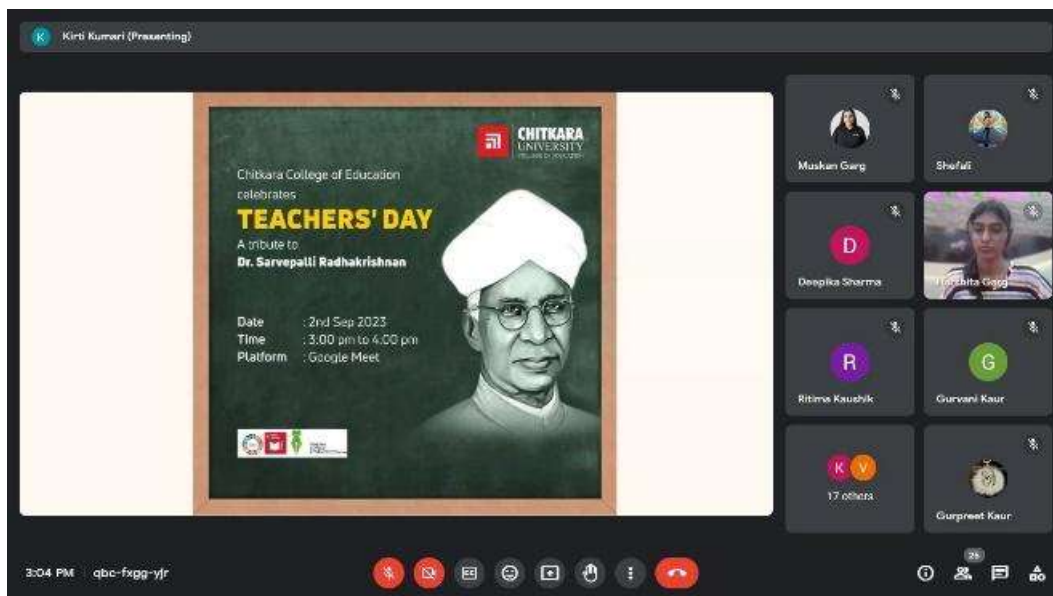 K Kirti Kumari (Presenting)
CHITKARA
UNIVERSITY
Chitkara College of Education
celebrates
TEACHERS' DAY
A tribute to
Dr. Sarvepalli Radhakrishnan
Date : 2nd Sep 2023
Time : 3:00 pm to 4:00 pm
Platform : Google Meet
Muskan Garg
Shefali
D
Deepika Sharma
Harshita Garg
R
Ritima Kaushik
G
Gurvani Kaur
K V
17 others
Gurpreet Kaur
3:04 PM qbc-fxgg-yjr
CC
25